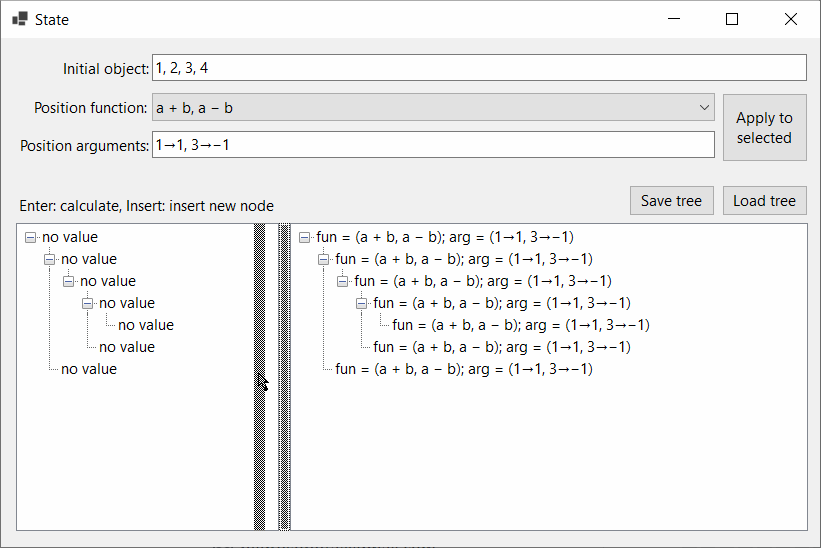 State
Initial object: 1, 2, 3, 4
Position function: a + b, a − b
Position arguments: 1→1, 3→−1
Apply to
selected
Enter: calculate, Insert: insert new node
Save tree
Load tree
no value
no value
no value
no value
no value
no value
no value
fun = (a + b, a − b); arg = (1→1, 3→−1)
fun = (a + b, a − b); arg = (1→1, 3→−1)
fun = (a + b, a − b); arg = (1→1, 3→−1)
fun = (a + b, a − b); arg = (1→1, 3→−1)
fun = (a + b, a − b); arg = (1→1, 3→−1)
fun = (a + b, a − b); arg = (1→1, 3→−1)
fun = (a + b, a − b); arg = (1→1, 3→−1)